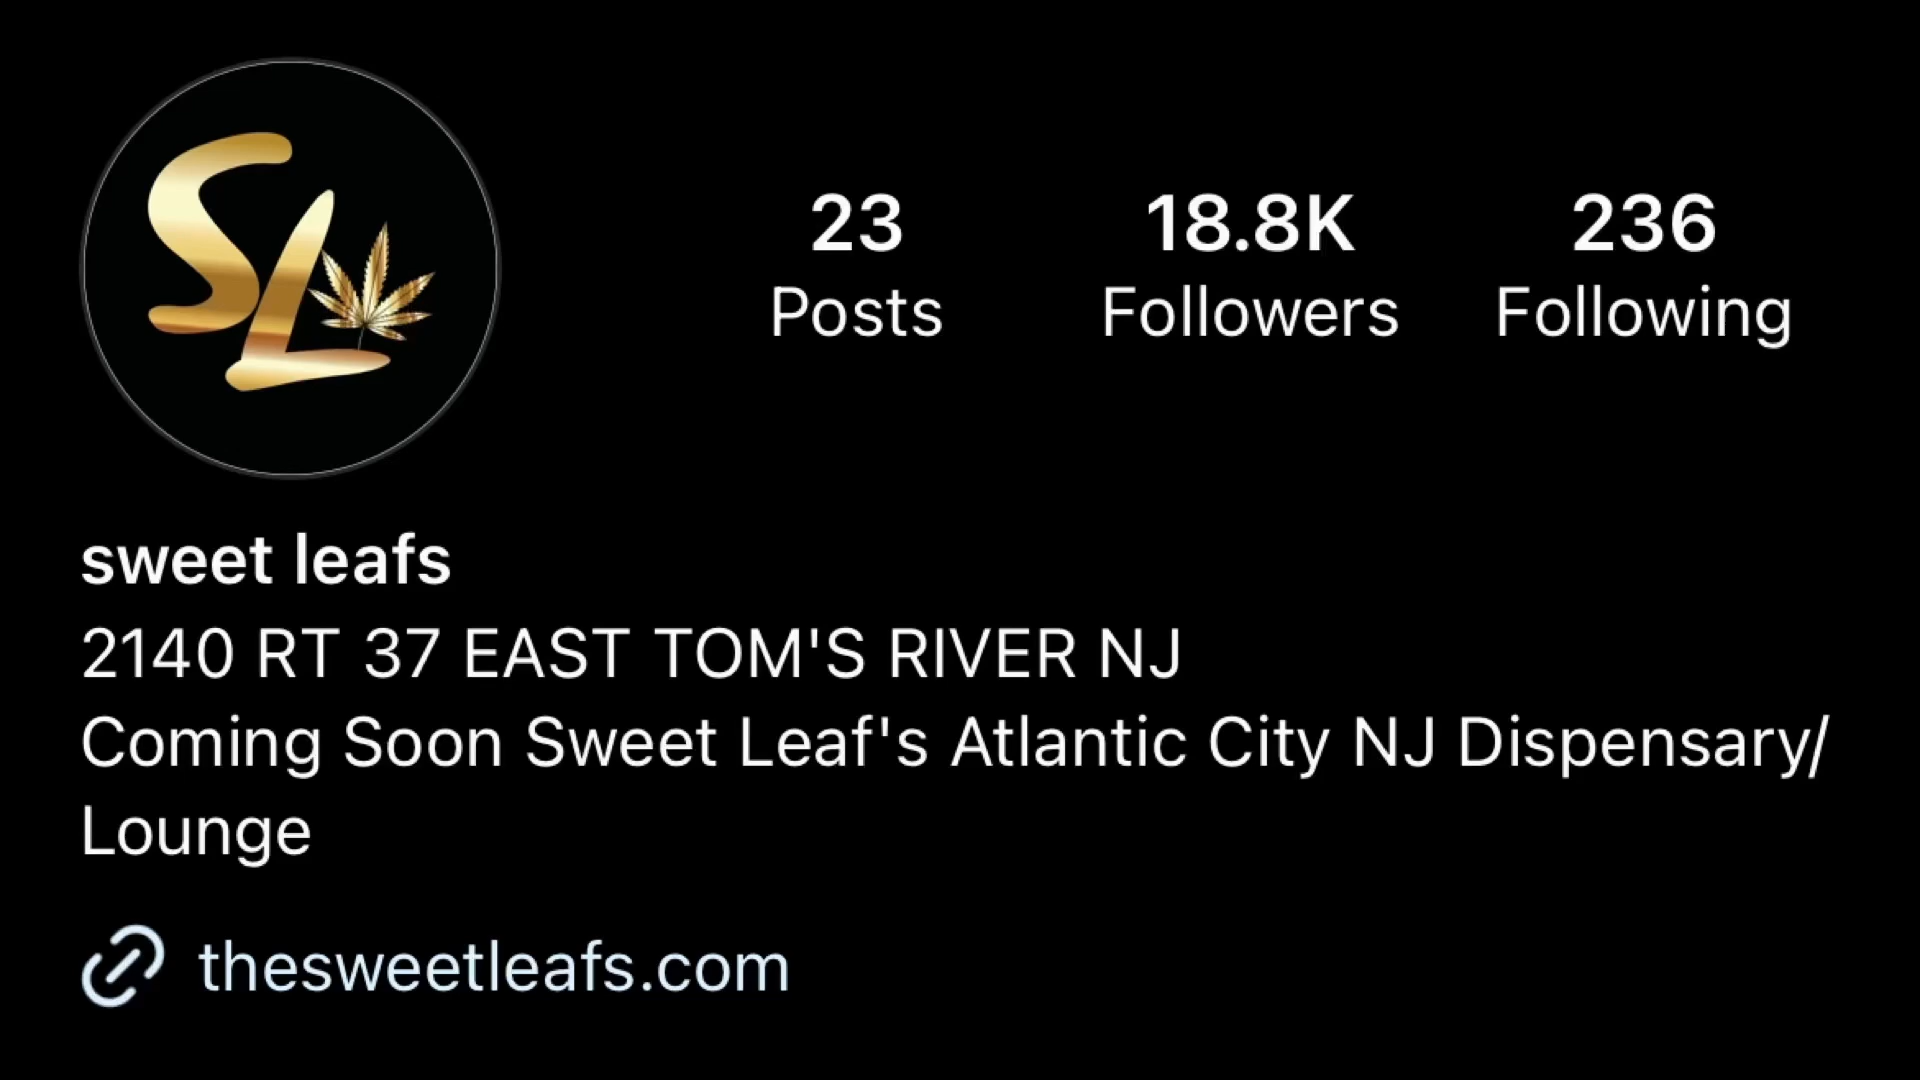 SL
23 18.8K 236
Posts Followers Following
sweet leafs
2140 RT 37 EAST TOM'S RIVER NJ
Coming Soon Sweet Leaf's Atlantic City NJ Dispensary/
Lounge
thesweetleafs.com